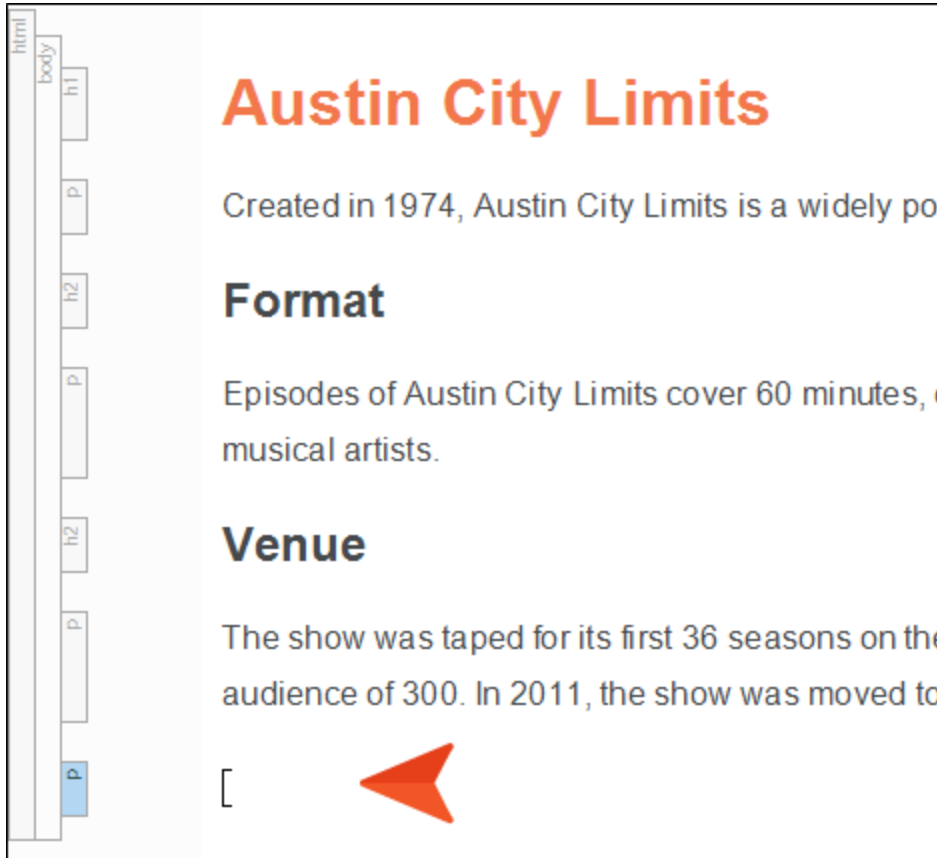 html
body
h1
Austin City Limits
p
Created in 1974, Austin City Limits is a widely po
h2
Format
p
Episodes of Austin City Limits cover 60 minutes,
musical artists.
h2
Venue
p
The show was taped for its first 36 seasons on the
audience of 300. In 2011, the show was moved to
p
[